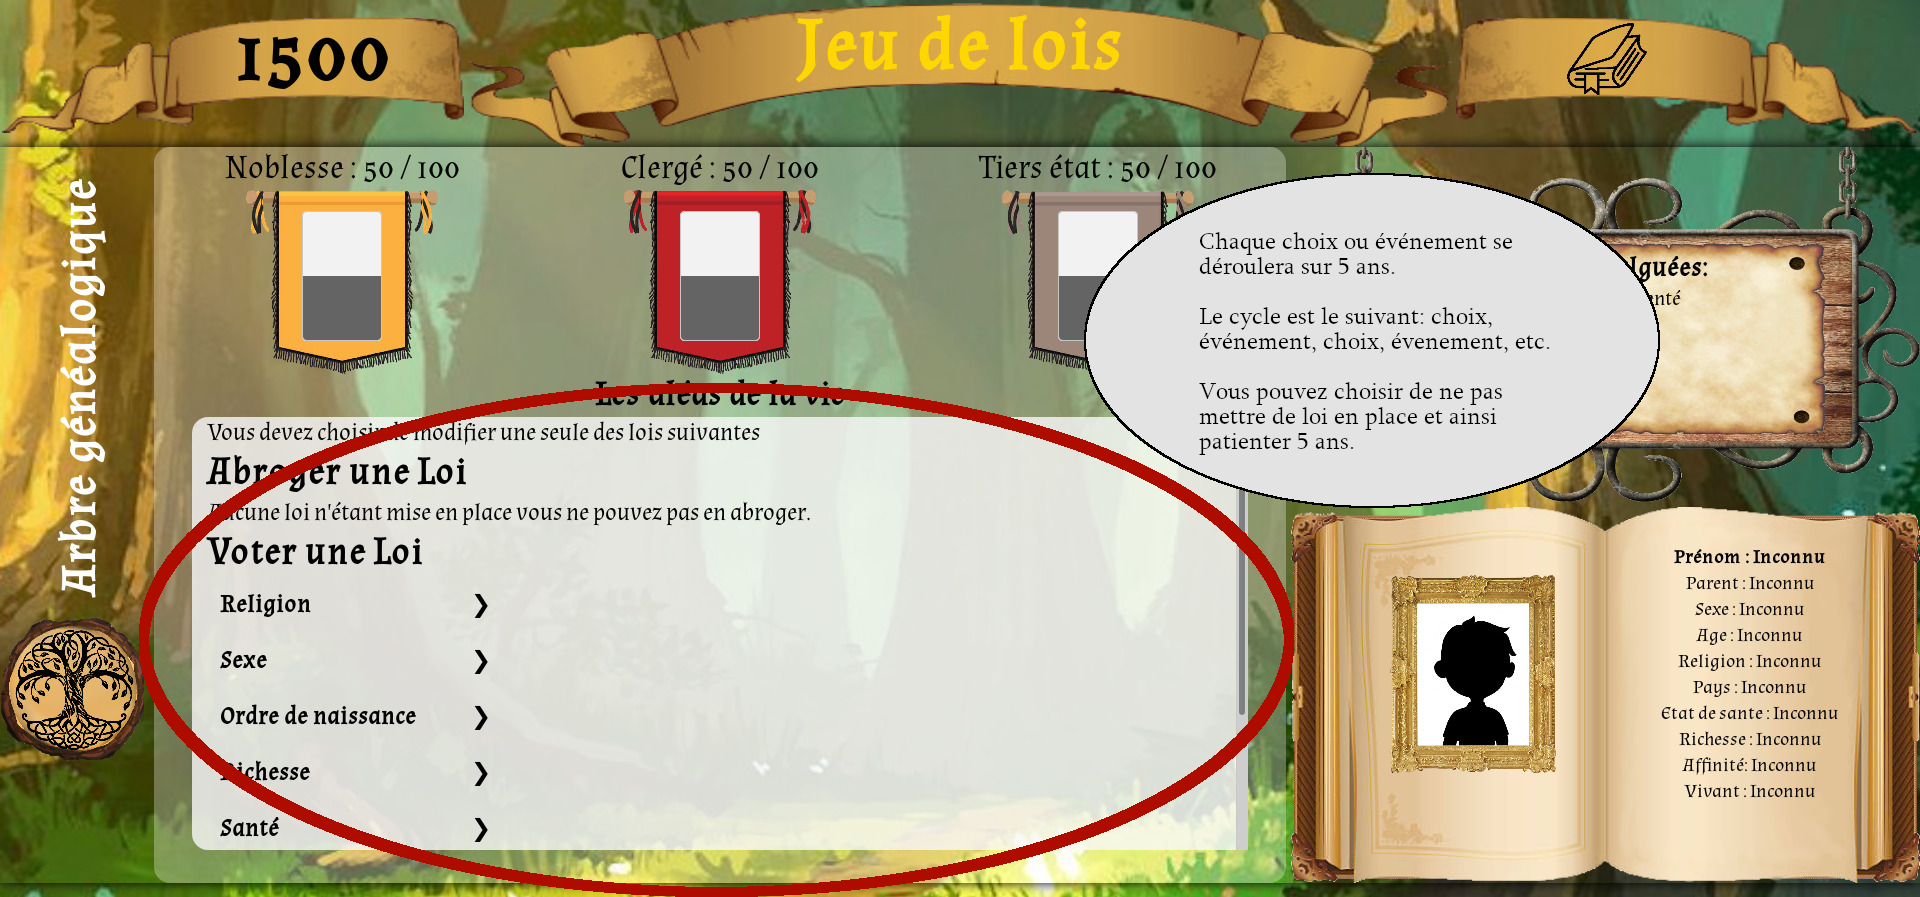 1500
Jeu de lois
Arbre généalogique
Noblesse : 50 / 100
Clergé : 50 / 100
Tiers état : 50 / 100
Chaque choix ou événement se
déroulera sur 5 ans.
Le cycle est le suivant: choix,
événement, choix, évenement, etc.
Vous pouvez choisir de ne pas
mettre de loi en place et ainsi
patienter 5 ans.
Les aléas de la vie
Vous devez choisir de modifier une seule des lois suivantes
Abroger une Loi
Aucune loi n'étant mise en place vous ne pouvez pas en abroger.
Voter une Loi
Religion ❯
Sexe ❯
Ordre de naissance ❯
Richesse ❯
Santé ❯
Prénom : Inconnu
Parent : Inconnu
Sexe : Inconnu
Age : Inconnu
Religion : Inconnu
Pays : Inconnu
Etat de sante : Inconnu
Richesse : Inconnu
Affinité: Inconnu
Vivant : Inconnu